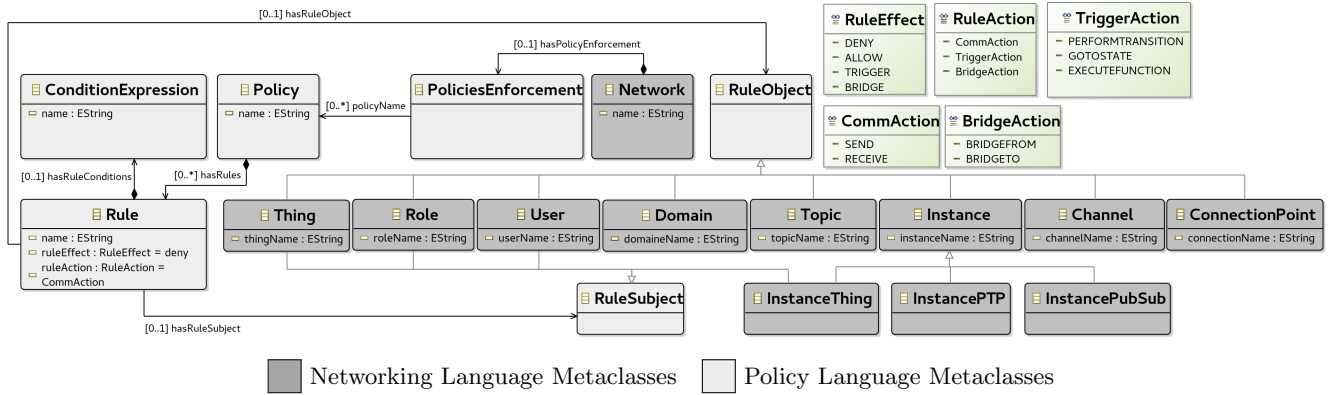 [0..1] hasRuleObject
RuleEffect
DENY
ALLOW
TRIGGER
BRIDGE
RuleAction
CommAction
TriggerAction
BridgeAction
TriggerAction
PERFORMTRANSITION
GOTOSTATE
EXECUTEFUNCTION
[0..1] hasPolicyEnforcement
ConditionExpression
name : EString
Policy
name : EString
[0..*] policyName
PoliciesEnforcement
Network
name : EString
RuleObject
CommAction
SEND
RECEIVE
BridgeAction
BRIDGEFROM
BRIDGETO
[0..1] hasRuleConditions
[0..*] hasRules
Rule
name : EString
ruleEffect : RuleEffect = deny
ruleAction : RuleAction =
CommAction
Thing
thingName : EString
Role
roleName : EString
User
userName : EString
Domain
domaineName : EString
Topic
topicName : EString
Instance
instanceName : EString
Channel
channelName : EString
ConnectionPoint
connectionName : EString
RuleSubject
InstanceThing
InstancePTP
InstancePubSub
[0..1] hasRuleSubject
Networking Language Metaclasses
Policy Language Metaclasses